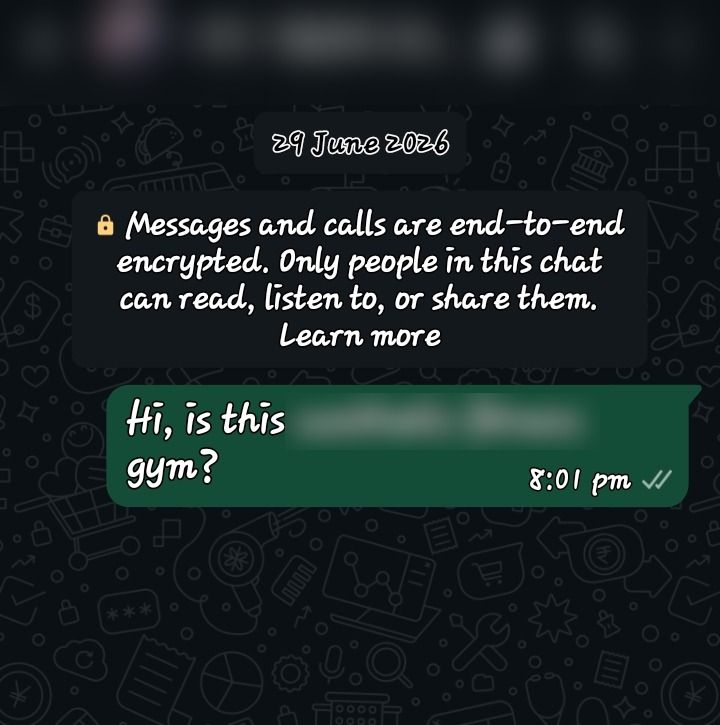 29 June 2026
Messages and calls are end-to-end
encrypted. Only people in this chat
can read, listen to, or share them.
Learn more
Hi, is this
gym?
8:01 pm